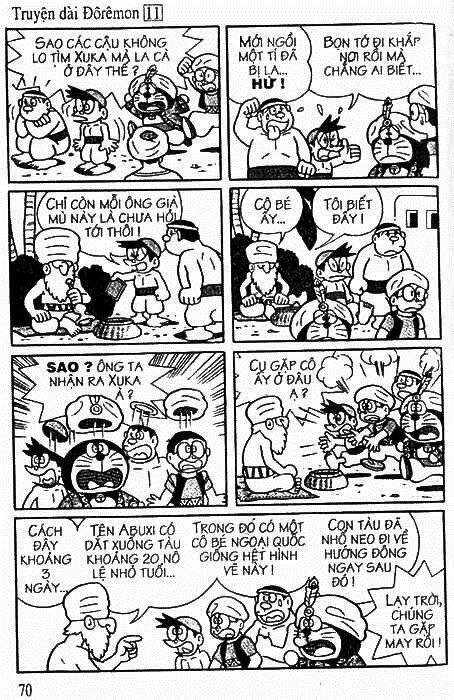 Truyện dài Đôrêmon 11
SAO CÁC CẬU KHÔNG
LO TÌM XUKA MÀ LA CÀ
Ở ĐÂY THẾ ?
MỚI NGỒI
MỘT TÍ ĐÃ
BỊ LA...
HỨ !
BỌN TỚ ĐI KHẮP
NƠI RỒI MÀ
CHẲNG AI BIẾT...
CHỈ CÒN MỖI ÔNG GIÀ
MÙ NÀY LÀ CHƯA HỎI
TỚI THÔI !
CÔ BÉ
ẤY...
TÔI BIẾT
ĐẤY !
SAO ? ÔNG TA
NHẬN RA XUKA
À ?
CỤ GẶP CÔ
ẤY Ở ĐÂU
Ạ ?
CÁCH
ĐÂY
KHOẢNG
3
NGÀY...
TÊN ABUXI CÓ
DẮT XUỐNG TÀU
KHOẢNG 20 NÔ
LỆ NHỎ TUỔI...
TRONG ĐÓ CÓ MỘT
CÔ BÉ NGOẠI QUỐC
GIỐNG HỆT HÌNH
VẼ NÀY !
CON TÀU ĐÃ
NHỔ NEO ĐI VỀ
HƯỚNG ĐÔNG
NGAY SAU
ĐÓ !
LẠY TRỜI,
CHÚNG
TA GẶP
MAY RỒI !
70